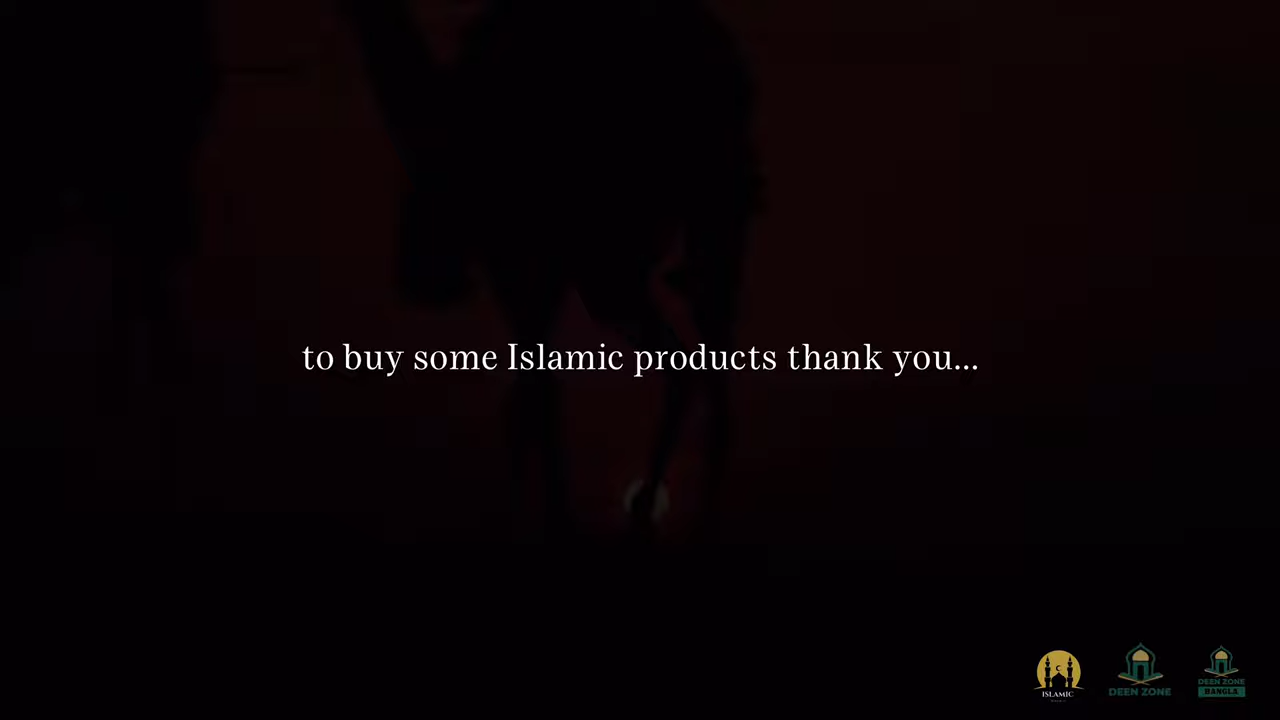 to buy some Islamic products thank you...
ISLAMIC
DEEN ZONE
DEEN ZONE
BANGLA